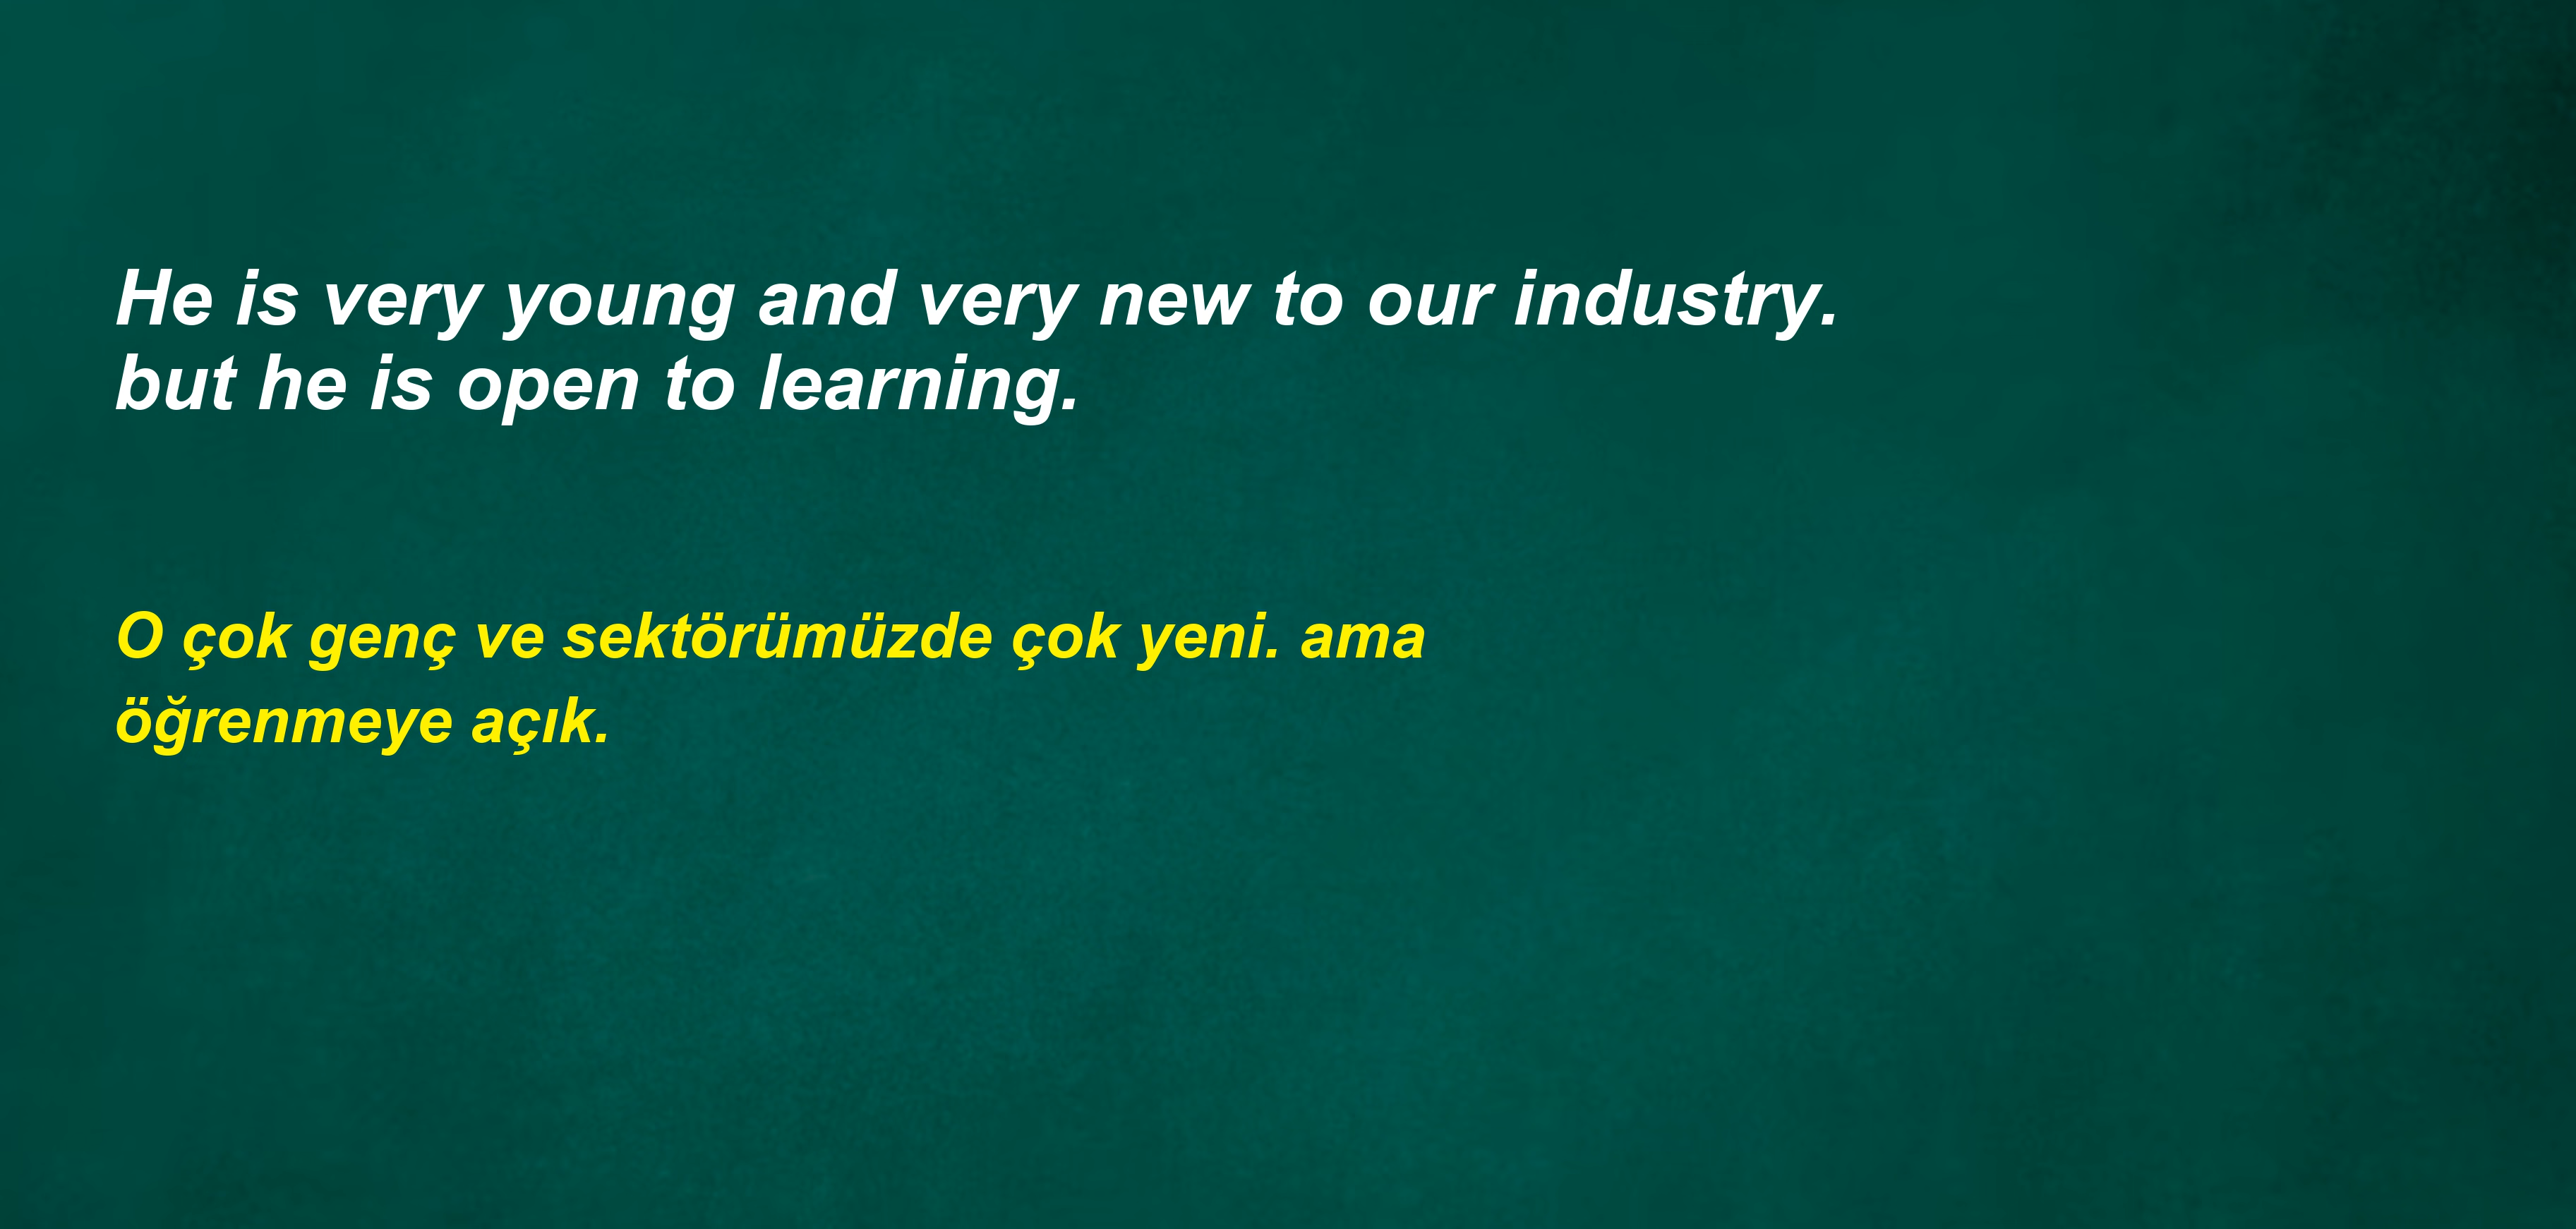 He is very young and very new to our industry.
but he is open to learning.
O çok genç ve sektörümüzde çok yeni. ama
öğrenmeye açık.